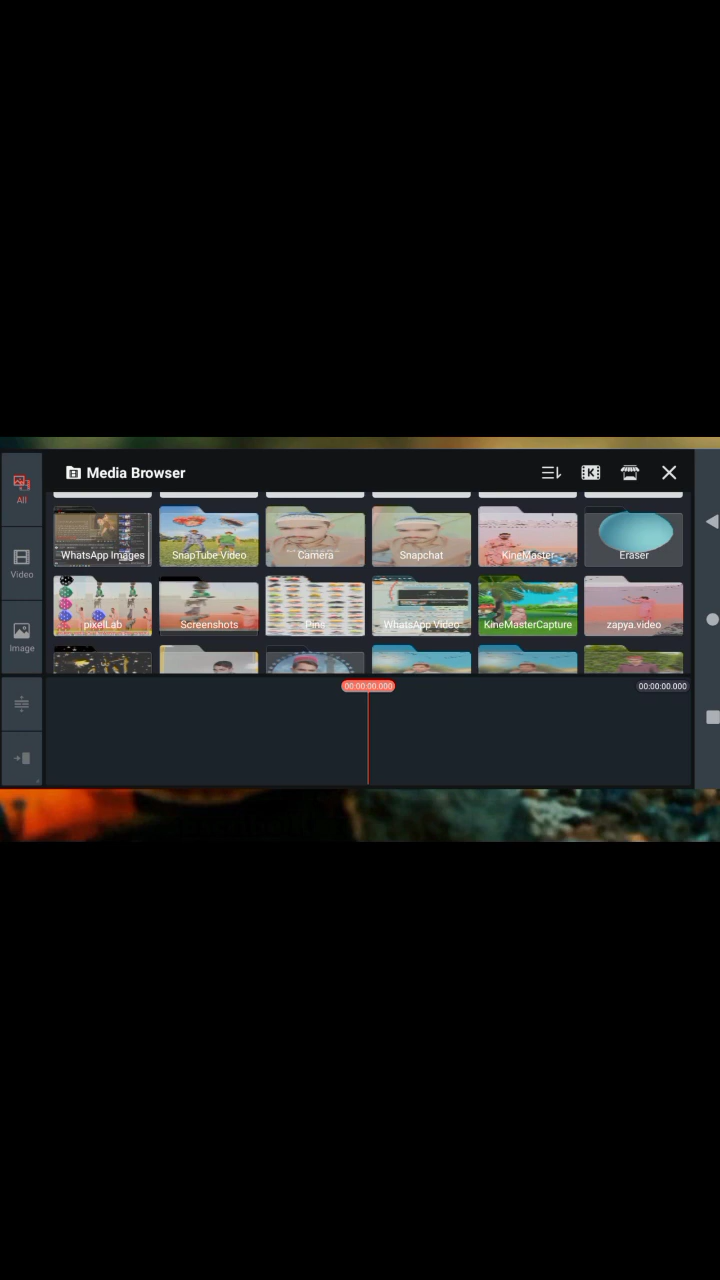 All
Media Browser
K
Video
Image
WhatsApp Images
SnapTube Video
Camera
Snapchat
KineMaster
Eraser
pixelLab
Screenshots
Pins
WhatsApp Video
KineMasterCapture
zapya.video
00:00:00.000
00:00:00.000